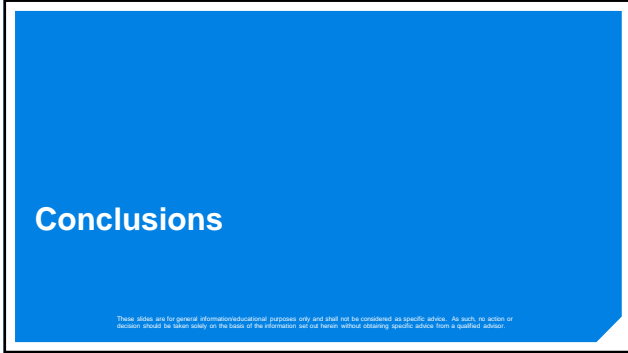 Conclusions
These slides are for general information/educational purposes only and shall not be considered as specific advice. As such, no action or
decision should be taken solely on the basis of the information set out herein without obtaining specific advice from a qualified advisor.